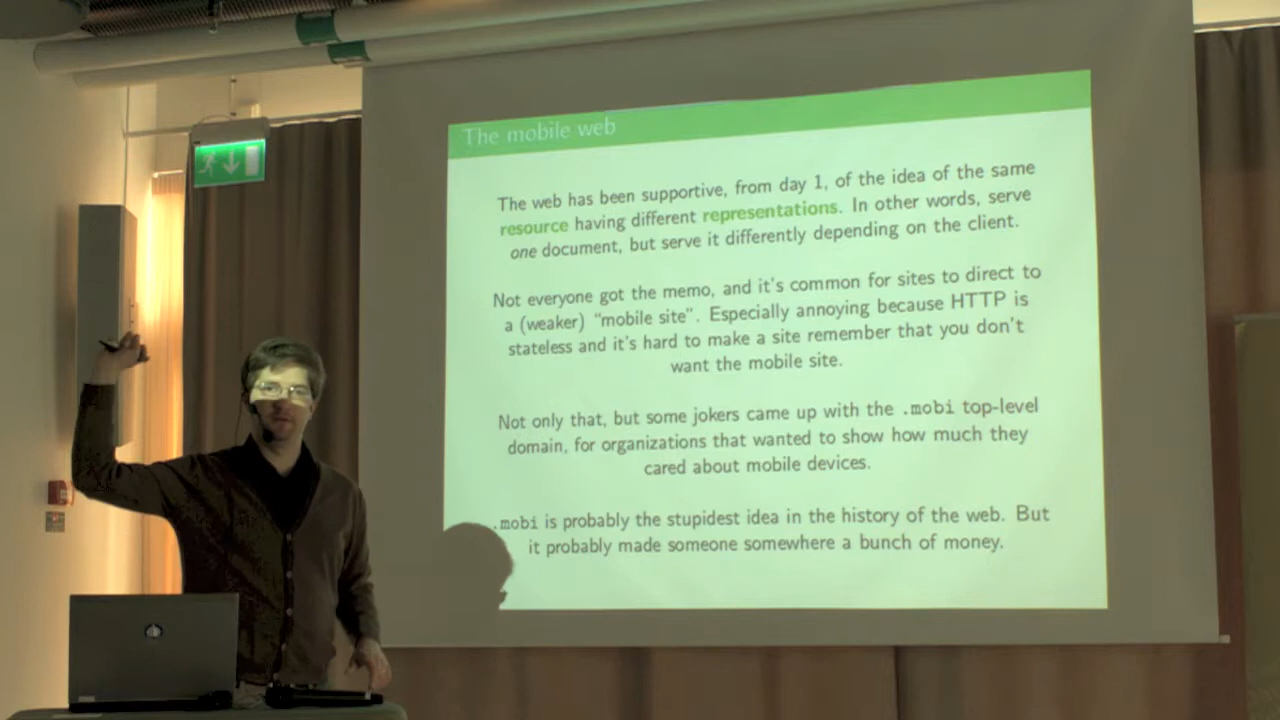 The mobile web
The web has been supportive, from day 1, of the idea of the same
resource having different representations. In other words, serve
one document, but serve it differently depending on the client.
Not everyone got the memo, and it's common for sites to direct to
a (weaker) "mobile site". Especially annoying because HTTP is
stateless and it's hard to make a site remember that you don't
want the mobile site.
Not only that, but some jokers came up with the .mobi top-level
domain, for organizations that wanted to show how much they
cared about mobile devices.
.mobi is probably the stupidest idea in the history of the web. But
it probably made someone somewhere a bunch of money.